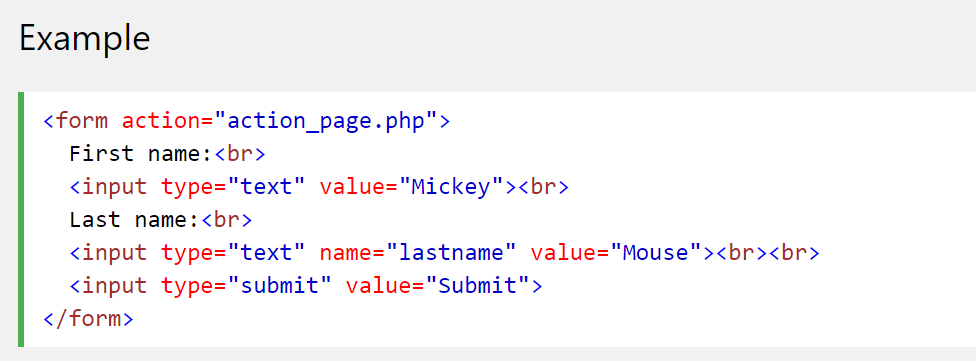 Example
<form action="action_page.php">
First name:<br>
<input type="text" value="Mickey"><br>
Last name:<br>
<input type="text" name="lastname" value="Mouse"><br><br>
<input type="submit" value="Submit">
</form>